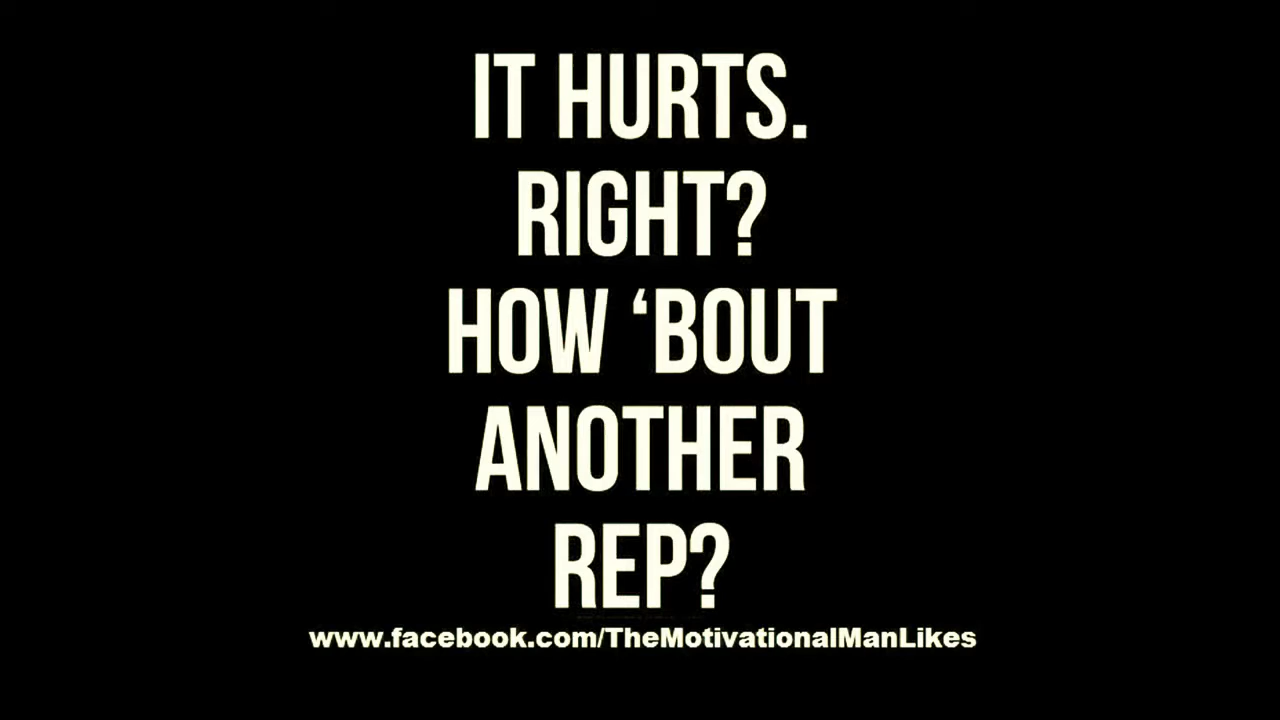 IT HURTS.
RIGHT?
HOW ‘BOUT
ANOTHER
REP?
www.facebook.com/TheMotivationalManLikes